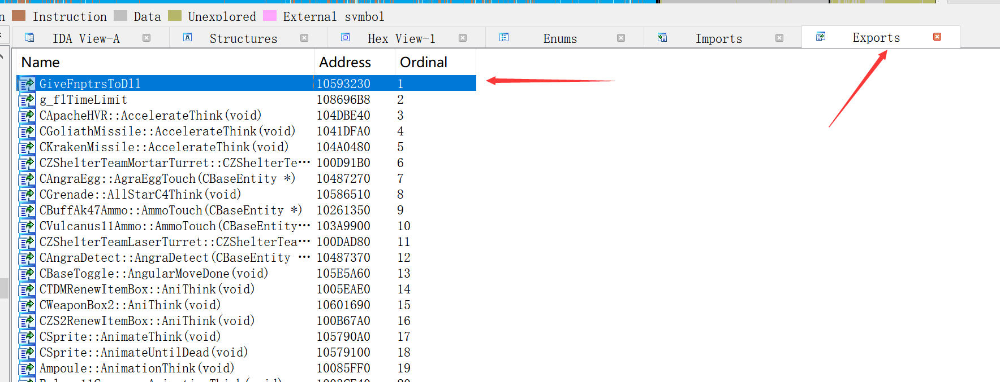 n Instruction Data Unexplored External symbol
IDA View-A Structures Hex View-1 Enums Imports Exports
Name Address Ordinal
GiveFnptrsToDll 10593230 1
g_flTimeLimit 108696B8 2
CApacheHVR::AccelerateThink(void) 104DBE40 3
CGoliathMissile::AccelerateThink(void) 1041DFA0 4
CKrakenMissile::AccelerateThink(void) 104A0480 5
CZShelterTeamMortarTurret::CZShelterTe… 100D91B0 6
CAngraEgg::AgraEggTouch(CBaseEntity *) 10487270 7
CGrenade::AllStarC4Think(void) 10586510 8
CBuffAk47Ammo::AmmoTouch(CBaseEntity *) 10261350 9
CVulcanus11Ammo::AmmoTouch(CBaseEntity… 103A9900 10
CZShelterTeamLaserTurret::CZShelterTea… 100DAD80 11
CAngraDetect::AngraDetect(CBaseEntity … 10487370 12
CBaseToggle::AngularMoveDone(void) 105E5A60 13
CTDMRenewItemBox::AniThink(void) 1005EAE0 14
CWeaponBox2::AniThink(void) 10601690 15
CZS2RenewItemBox::AniThink(void) 100B67A0 16
CSprite::AnimateThink(void) 105790A0 17
CSprite::AnimateUntilDead(void) 10579100 18
Ampoule::AnimationThink(void) 10085FF0 19